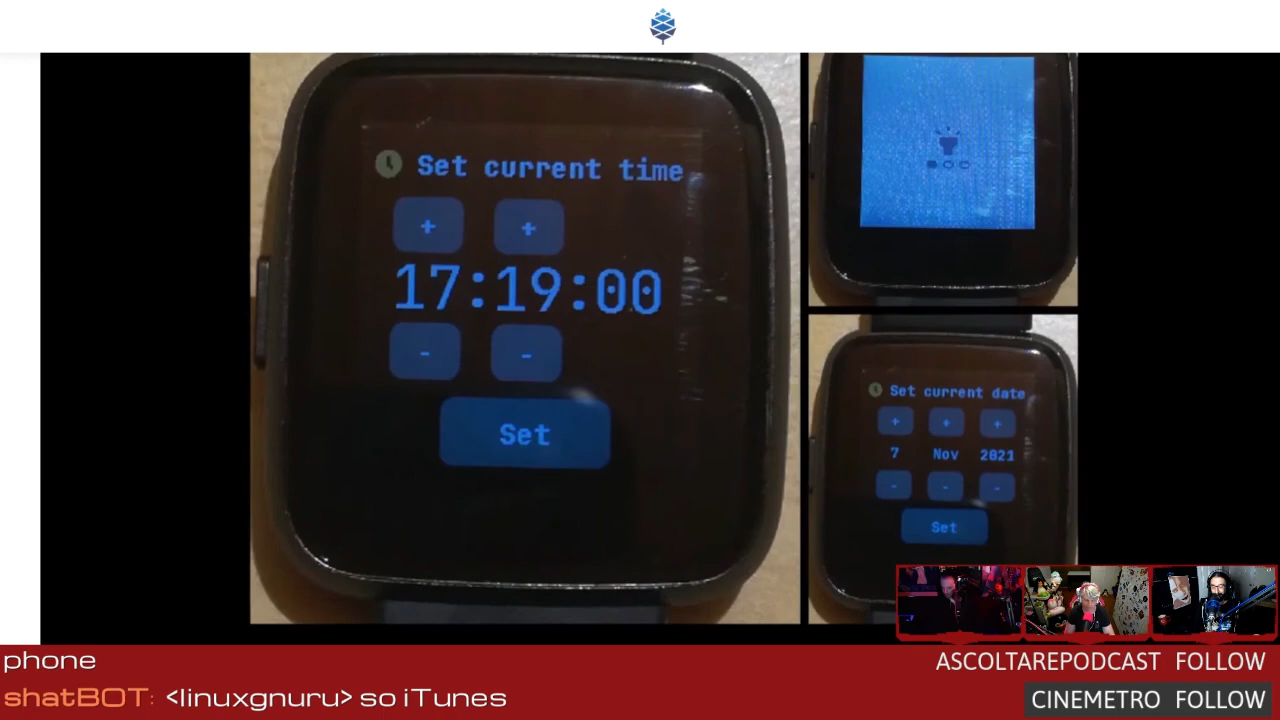 Set current time
+ +
17:19:00
- -
Set
Set current date
+ + +
7 Nov 2021
- - -
Set
phone
shatBOT: <linuxgnuru> so iTunes
ASCOLTAREPODCAST FOLLOW
CINEMETRO FOLLOW